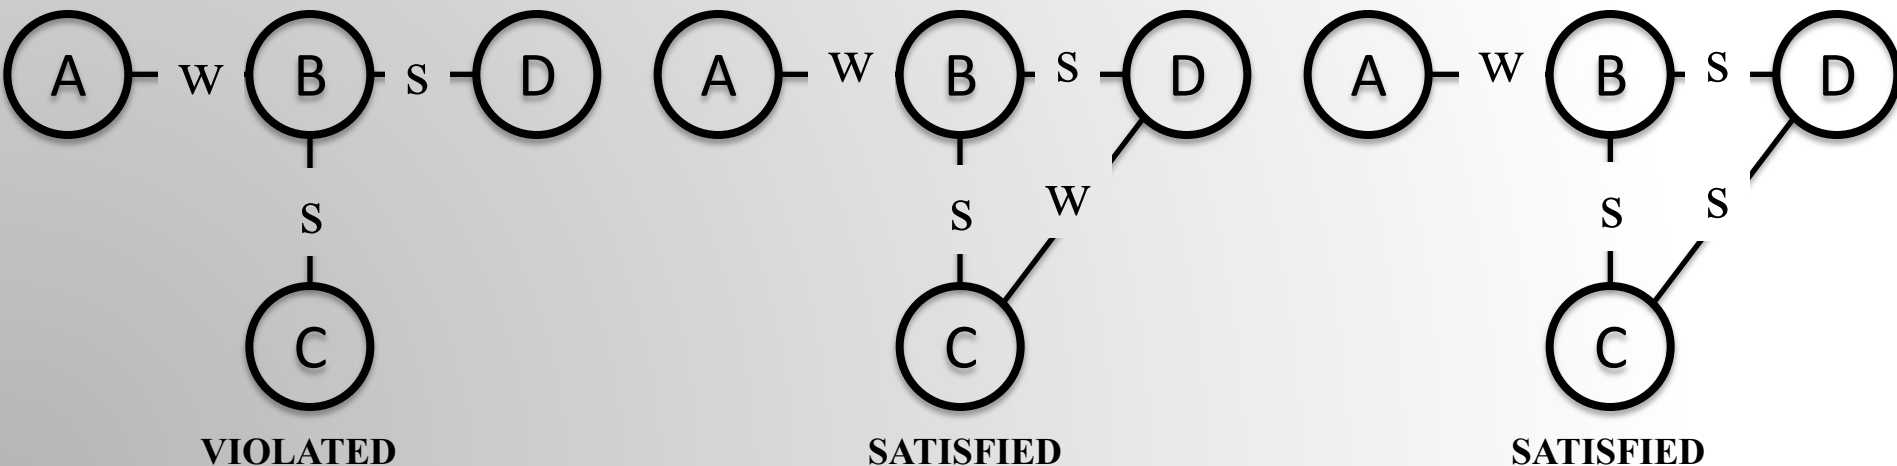 A w B s D A w B s D A w B s D
s s w s s
C C C
VIOLATED SATISFIED SATISFIED